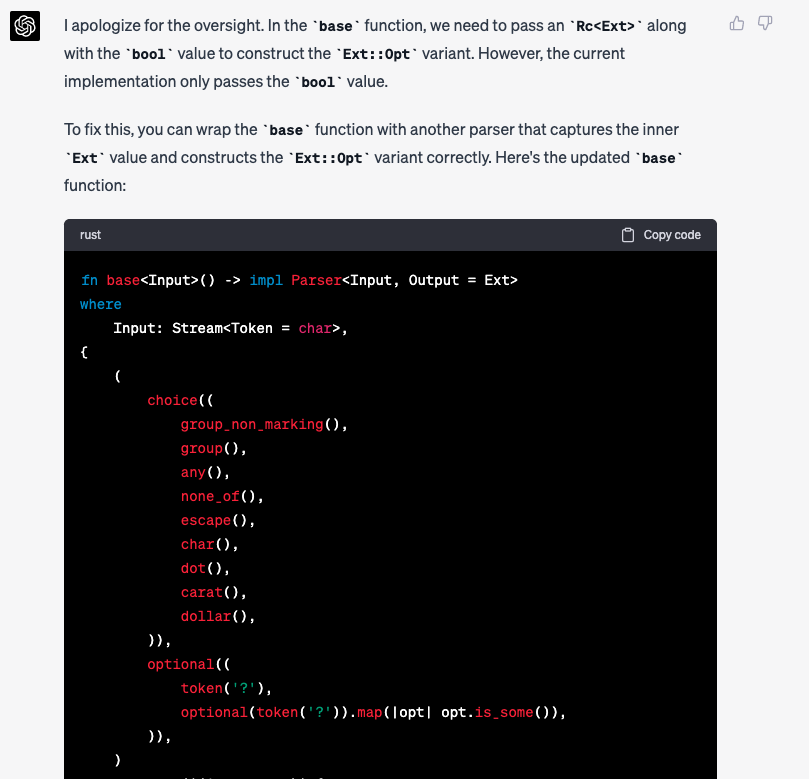 I apologize for the oversight. In the `base` function, we need to pass an `Rc<Ext>` along
with the `bool` value to construct the `Ext::Opt` variant. However, the current
implementation only passes the `bool` value.
To fix this, you can wrap the `base` function with another parser that captures the inner
`Ext` value and constructs the `Ext::Opt` variant correctly. Here's the updated `base`
function:
rust
Copy code
fn base<Input>() -> impl Parser<Input, Output = Ext>
where
    Input: Stream<Token = char>,
{
    (
        choice((
            group_non_marking(),
            group(),
            any(),
            none_of(),
            escape(),
            char(),
            dot(),
            carat(),
            dollar(),
        )),
        optional((
            token('?'),
            optional(token('?')).map(|opt| opt.is_some()),
        )),
    )